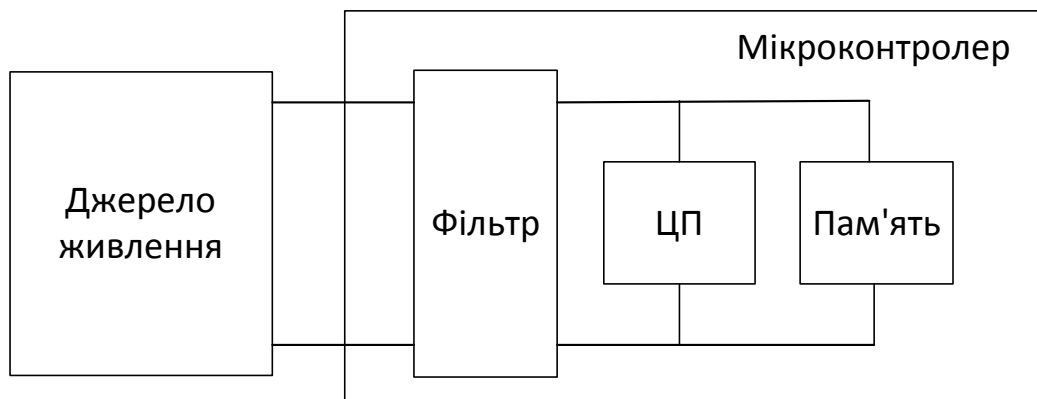 Мікроконтролер
Джерело
живлення
Фільтр
ЦП
Пам'ять